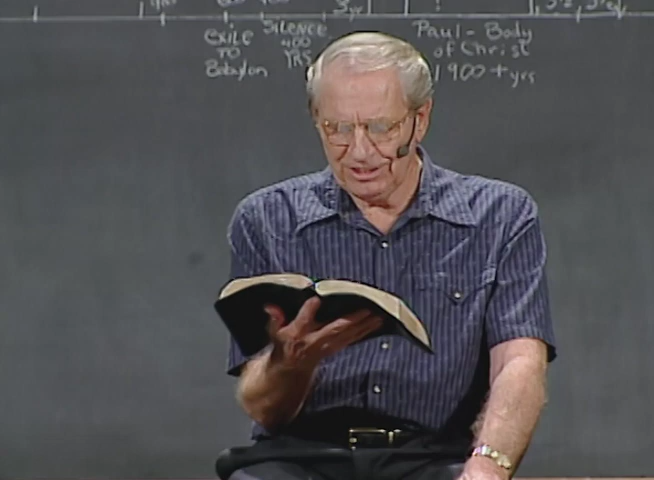 EXILE
TO
Babylon
SILENCE
400
YRS
Paul - Body
of Christ
1900 + yrs